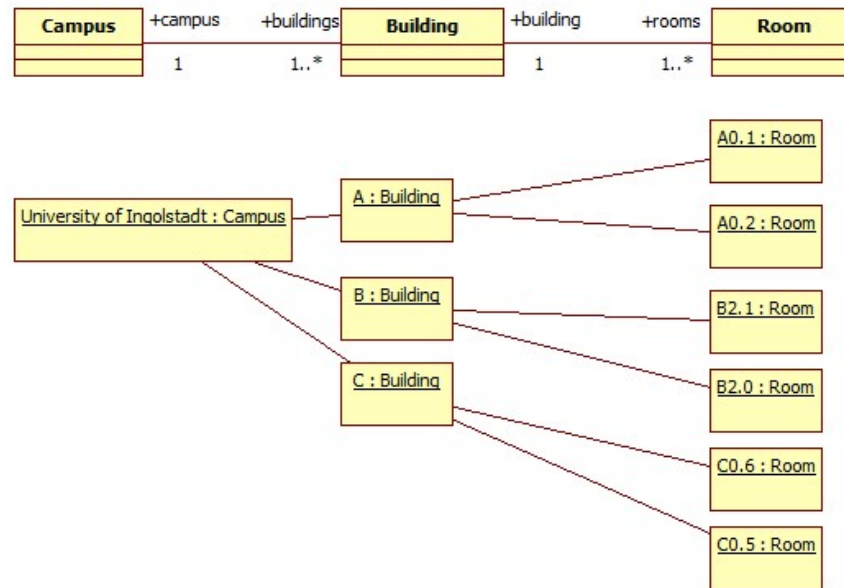 Campus
+campus
+buildings
Building
+building
+rooms
Room
1
1..*
1
1..*
A0.1 : Room
A : Building
University of Ingolstadt : Campus
A0.2 : Room
B : Building
B2.1 : Room
C : Building
B2.0 : Room
C0.6 : Room
C0.5 : Room